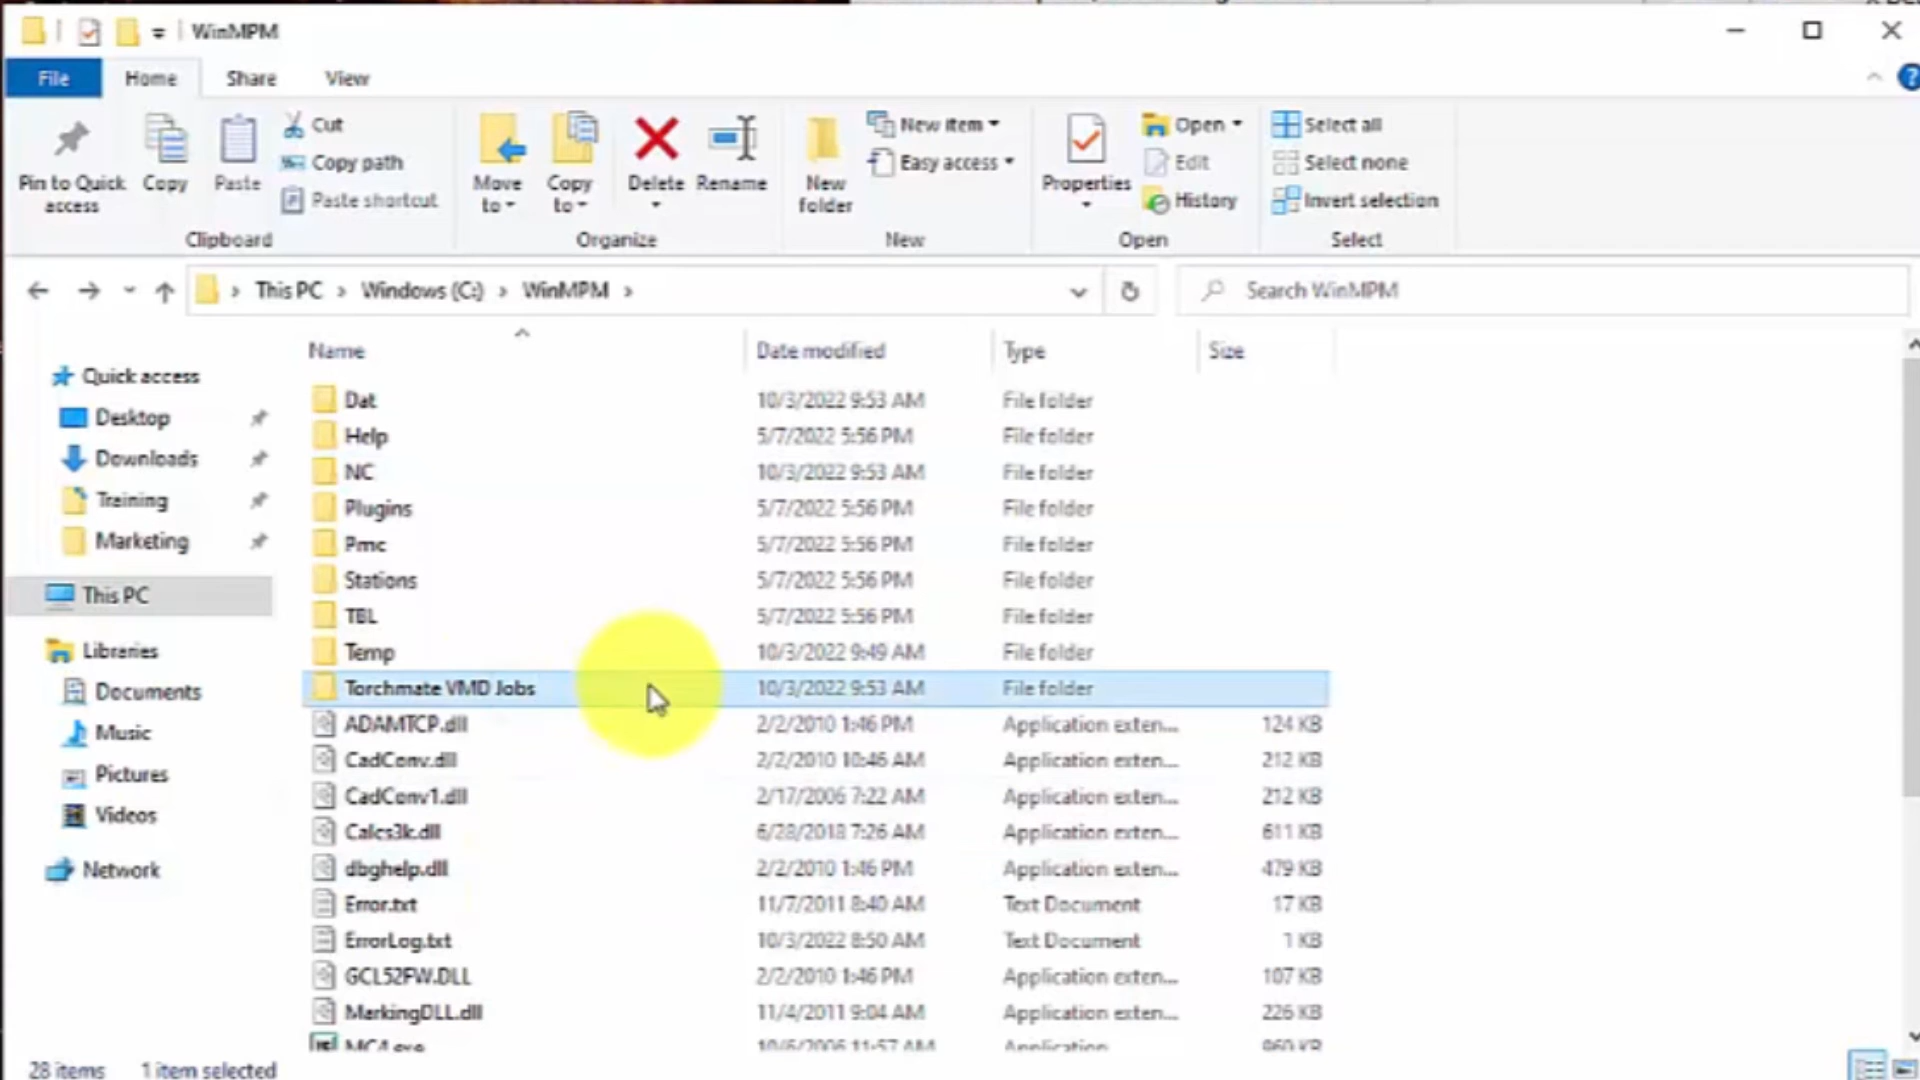 WinMPM
File Home Share View
Pin to Quick access
Copy
Paste
Cut
Copy path
Paste shortcut
Clipboard
Move to
Copy to
Delete
Rename
Organize
New folder
New item
Easy access
New
Properties
Open
Edit
History
Open
Select all
Select none
Invert selection
Select
This PC › Windows (C:) › WinMPM ›
Search WinMPM
Quick access
Desktop
Downloads
Training
Marketing
This PC
Libraries
Documents
Music
Pictures
Videos
Network
Name Date modified Type Size
Dat 10/3/2022 9:53 AM File folder
Help 5/7/2022 5:56 PM File folder
NC 10/3/2022 9:53 AM File folder
Plugins 5/7/2022 5:56 PM File folder
Pmc 5/7/2022 5:56 PM File folder
Stations 5/7/2022 5:56 PM File folder
TBL 5/7/2022 5:56 PM File folder
Temp 10/3/2022 9:49 AM File folder
Torchmate VMD Jobs 10/3/2022 9:53 AM File folder
ADAMTCP.dll 2/2/2010 1:46 PM Application exten... 124 KB
CadConv.dll 2/2/2010 10:46 AM Application exten... 212 KB
CadConv1.dll 2/17/2006 7:22 AM Application exten... 212 KB
Calcs3k.dll 6/28/2018 7:26 AM Application exten... 611 KB
dbghelp.dll 2/2/2010 1:46 PM Application exten... 479 KB
Error.txt 11/7/2011 8:40 AM Text Document 17 KB
ErrorLog.txt 10/3/2022 8:50 AM Text Document 1 KB
GCL52FW.DLL 2/2/2010 1:46 PM Application exten... 107 KB
MarkingDLL.dll 11/4/2011 9:04 AM Application exten... 226 KB
MC4.exe 10/6/2006 11:57 AM Application 960 KB
28 items 1 item selected